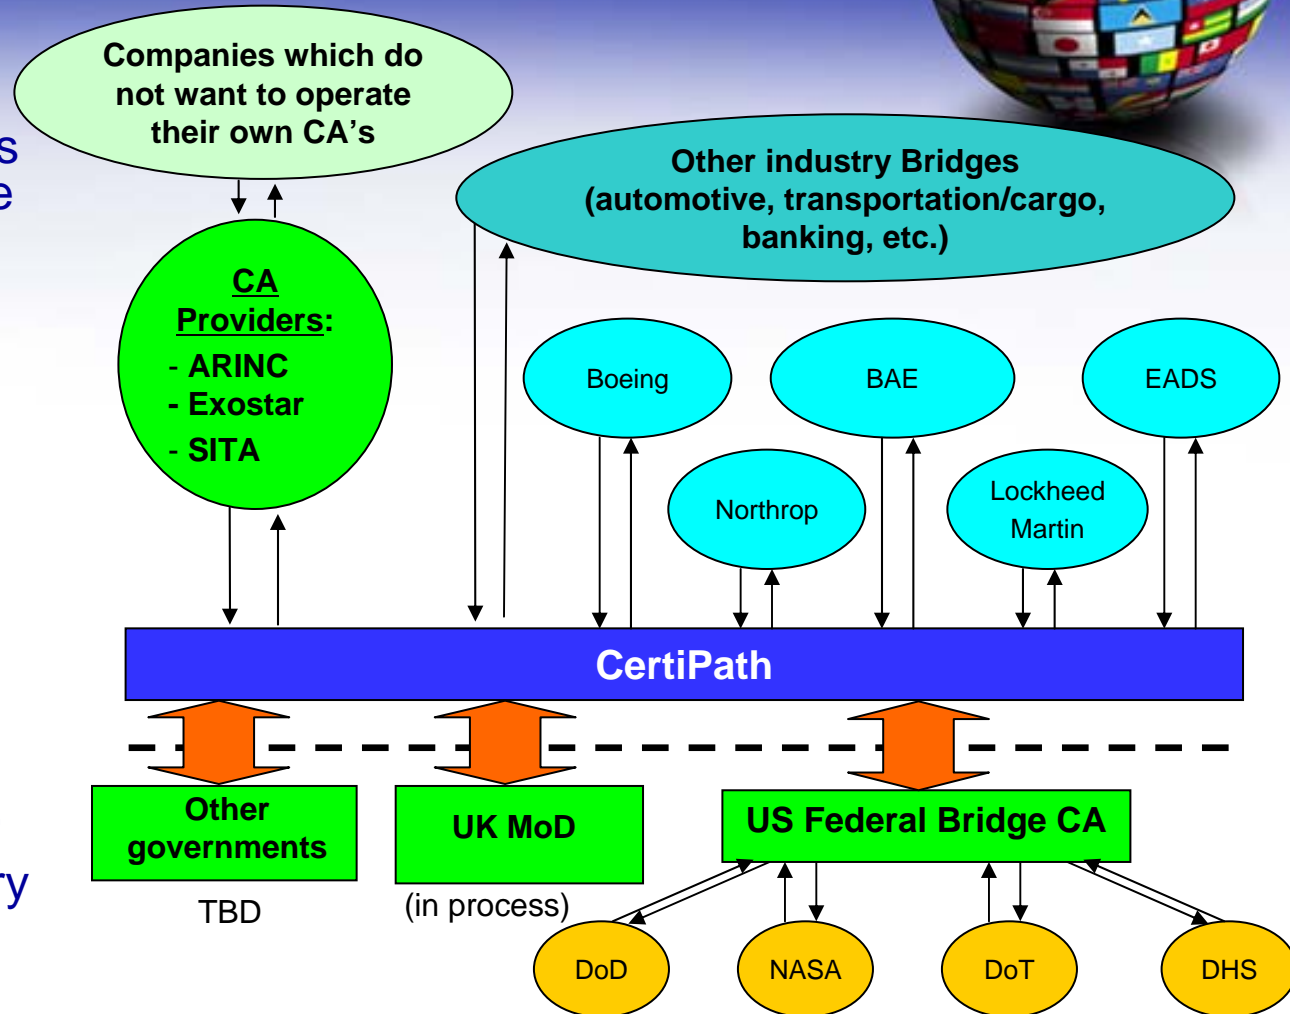 Companies which do
not want to operate
their own CA's
s
e
Other industry Bridges
(automotive, transportation/cargo,
banking, etc.)
CA
Providers:
- ARINC
- Exostar
- SITA
Boeing
BAE
EADS
Northrop
Lockheed
Martin
CertiPath
Other
governments
TBD
UK MoD
(in process)
US Federal Bridge CA
ry
DoD
NASA
DoT
DHS